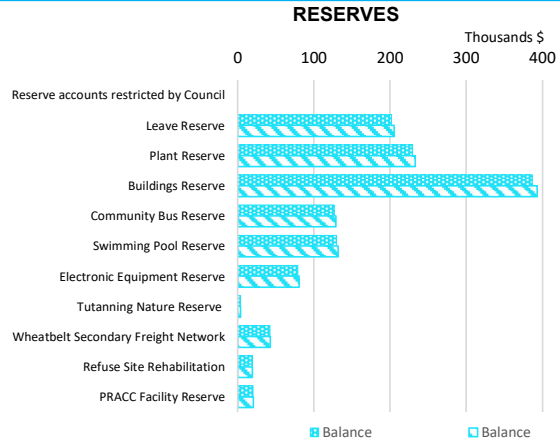 RESERVES
Thousands $
0 100 200 300 400
Reserve accounts restricted by Council
Leave Reserve
Plant Reserve
Buildings Reserve
Community Bus Reserve
Swimming Pool Reserve
Electronic Equipment Reserve
Tutanning Nature Reserve
Wheatbelt Secondary Freight Network
Refuse Site Rehabilitation
PRACC Facility Reserve
Balance Balance